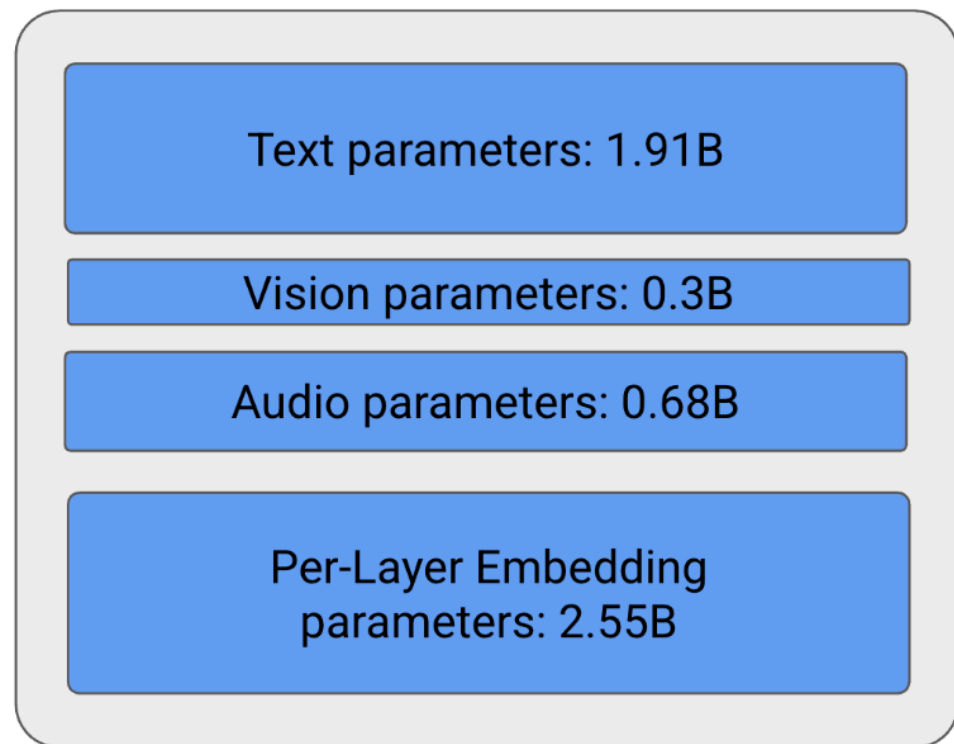 Text parameters: 1.91B
Vision parameters: 0.3B
Audio parameters: 0.68B
Per-Layer Embedding
parameters: 2.55B